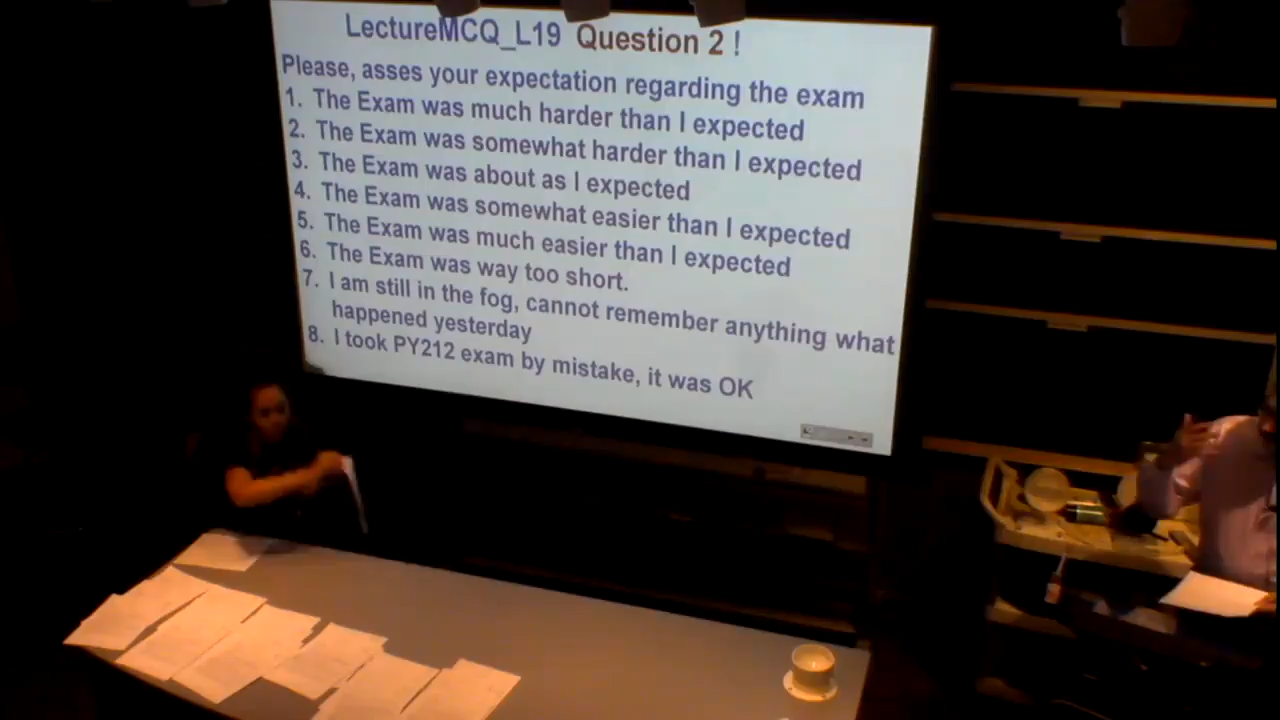 LectureMCQ_L19 Question 2 !
Please, asses your expectation regarding the exam
1. The Exam was much harder than I expected
2. The Exam was somewhat harder than I expected
3. The Exam was about as I expected
4. The Exam was somewhat easier than I expected
5. The Exam was much easier than I expected
6. The Exam was way too short.
7. I am still in the fog, cannot remember anything what
happened yesterday
8. I took PY212 exam by mistake, it was OK